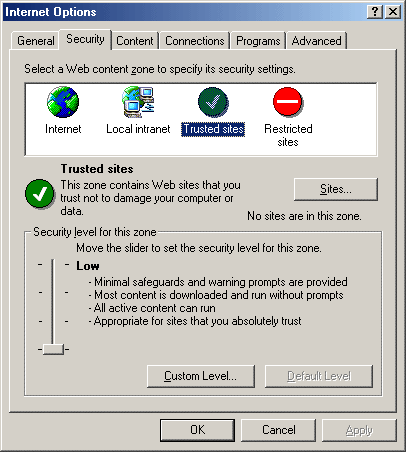 Internet Options
General Security Content Connections Programs Advanced
Select a Web content zone to specify its security settings.
Internet Local intranet Trusted sites Restricted
sites
Trusted sites
This zone contains Web sites that you
trust not to damage your computer or
data.
Sites...
No sites are in this zone.
Security level for this zone
Move the slider to set the security level for this zone.
Low
- Minimal safeguards and warning prompts are provided
- Most content is downloaded and run without prompts
- All active content can run
- Appropriate for sites that you absolutely trust
Custom Level... Default Level
OK Cancel Apply